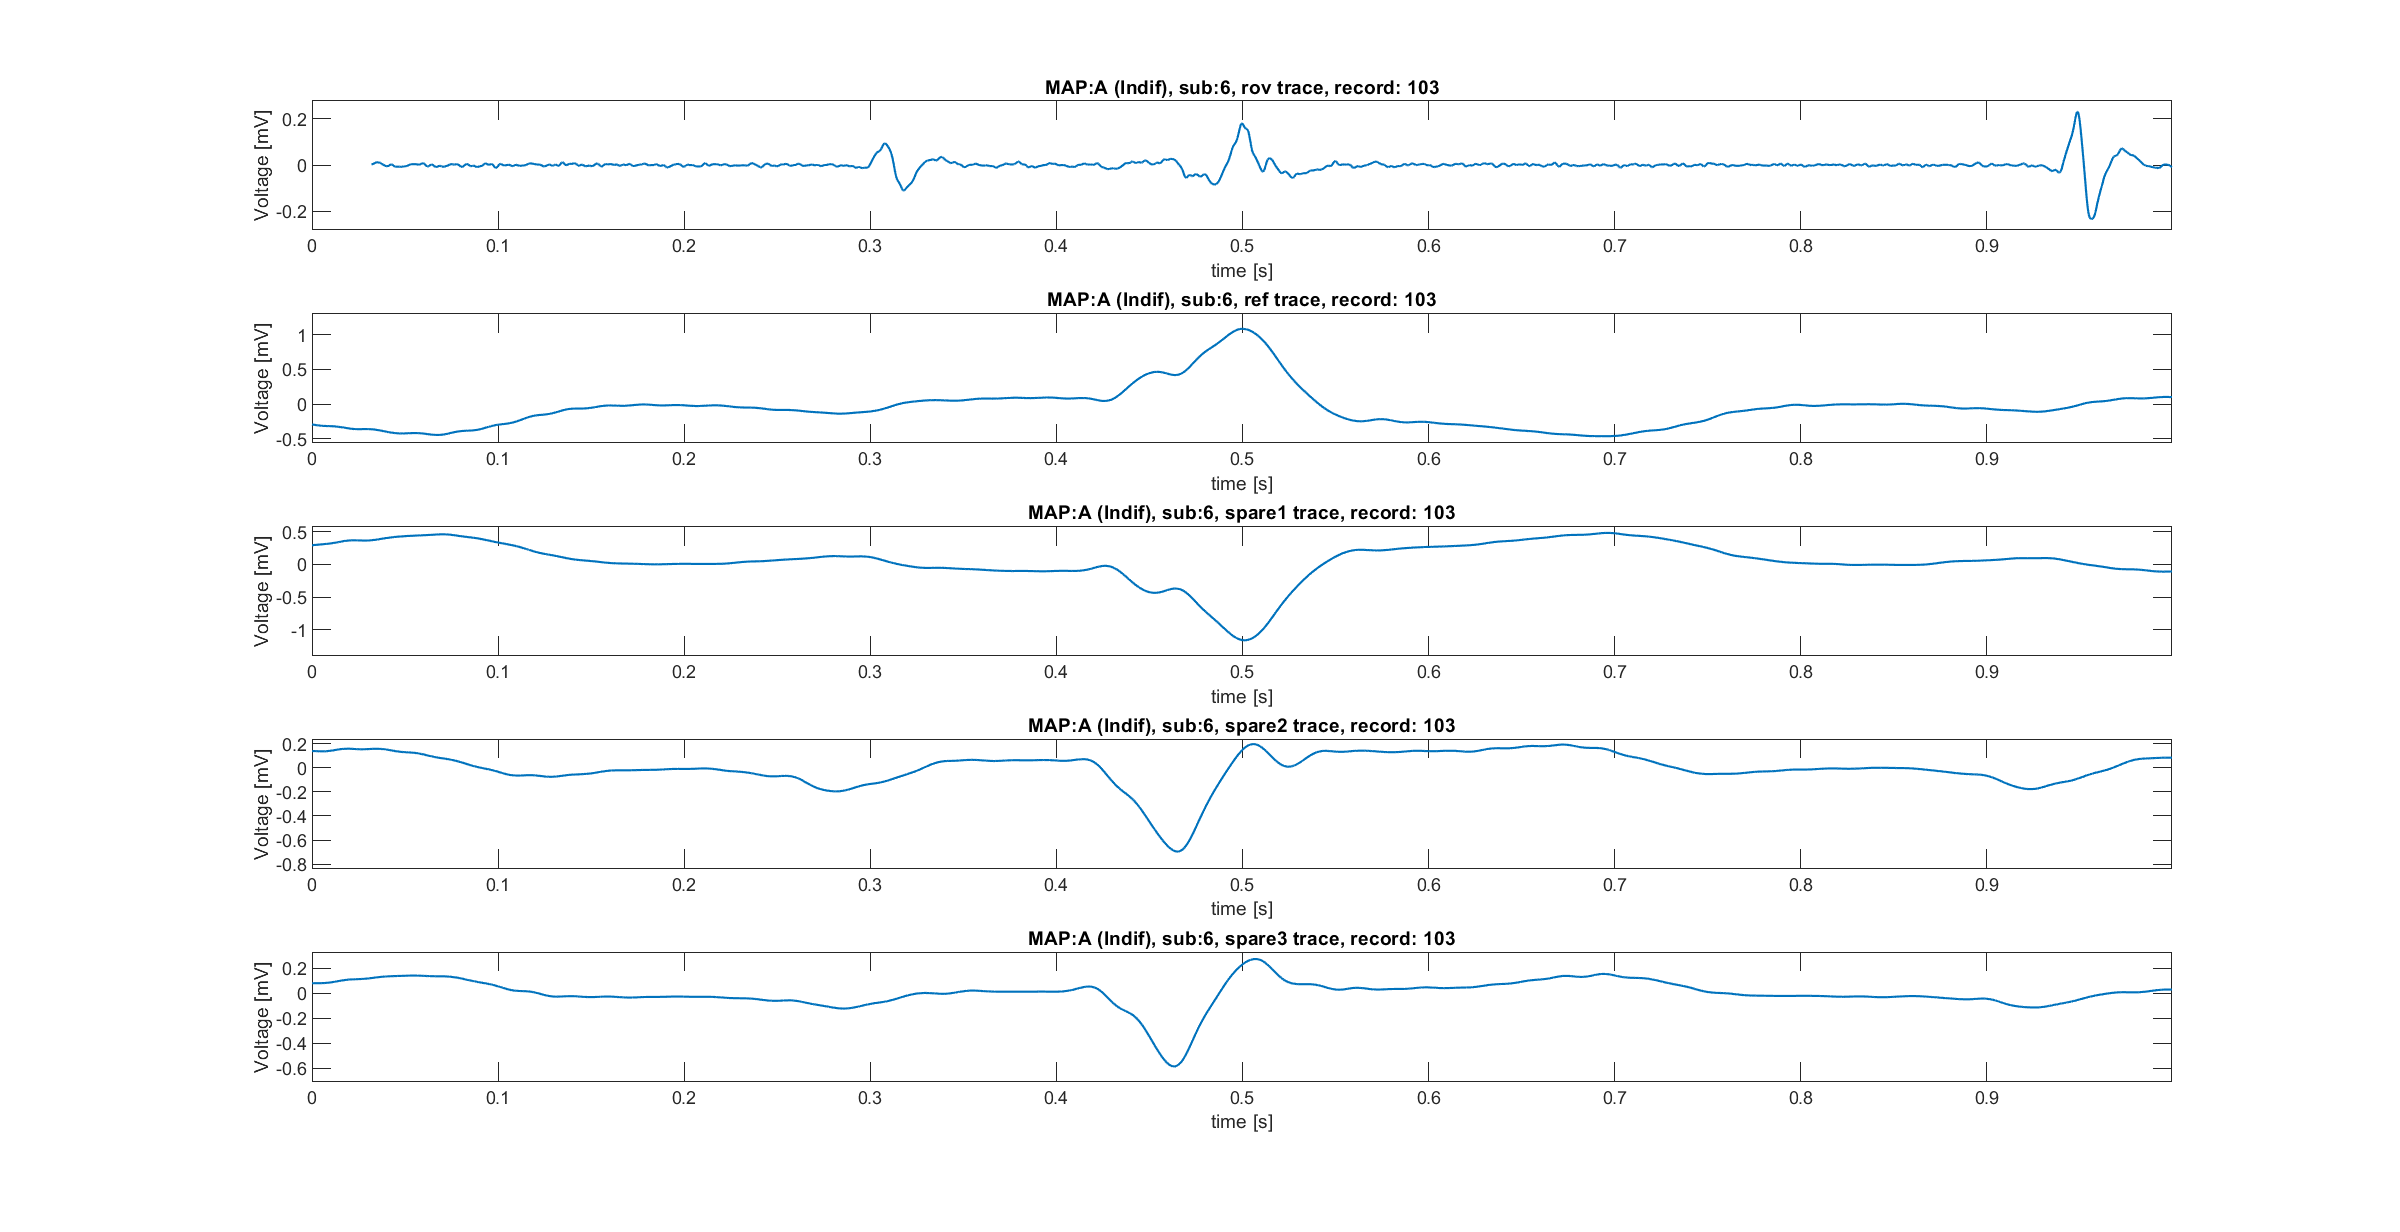 MAP:A (Indif), sub:6, rov trace, record: 103
Voltage [mV]
0.2
0
-0.2
0 0.1 0.2 0.3 0.4 0.5 0.6 0.7 0.8 0.9
time [s]
MAP:A (Indif), sub:6, ref trace, record: 103
Voltage [mV]
1
0.5
0
-0.5
0 0.1 0.2 0.3 0.4 0.5 0.6 0.7 0.8 0.9
time [s]
MAP:A (Indif), sub:6, spare1 trace, record: 103
Voltage [mV]
0.5
0
-0.5
-1
0 0.1 0.2 0.3 0.4 0.5 0.6 0.7 0.8 0.9
time [s]
MAP:A (Indif), sub:6, spare2 trace, record: 103
Voltage [mV]
0.2
0
-0.2
-0.4
-0.6
-0.8
0 0.1 0.2 0.3 0.4 0.5 0.6 0.7 0.8 0.9
time [s]
MAP:A (Indif), sub:6, spare3 trace, record: 103
Voltage [mV]
0.2
0
-0.2
-0.4
-0.6
0 0.1 0.2 0.3 0.4 0.5 0.6 0.7 0.8 0.9
time [s]